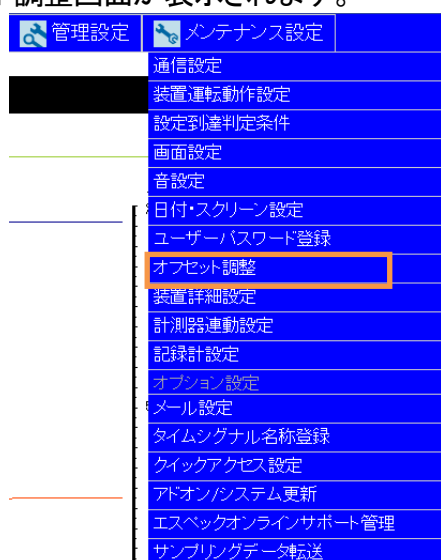 調整画面が表示されます。
管理設定 メンテナンス設定
通信設定
装置運転動作設定
設定到達判定条件
画面設定
音設定
日付・スクリーン設定
ユーザーパスワード登録
オフセット調整
装置詳細設定
計測器連動設定
記録計設定
オプション設定
メール設定
タイムシグナル名称登録
クイックアクセス設定
アドオン/システム更新
エスペックオンラインサポート管理
サンプリングデータ転送